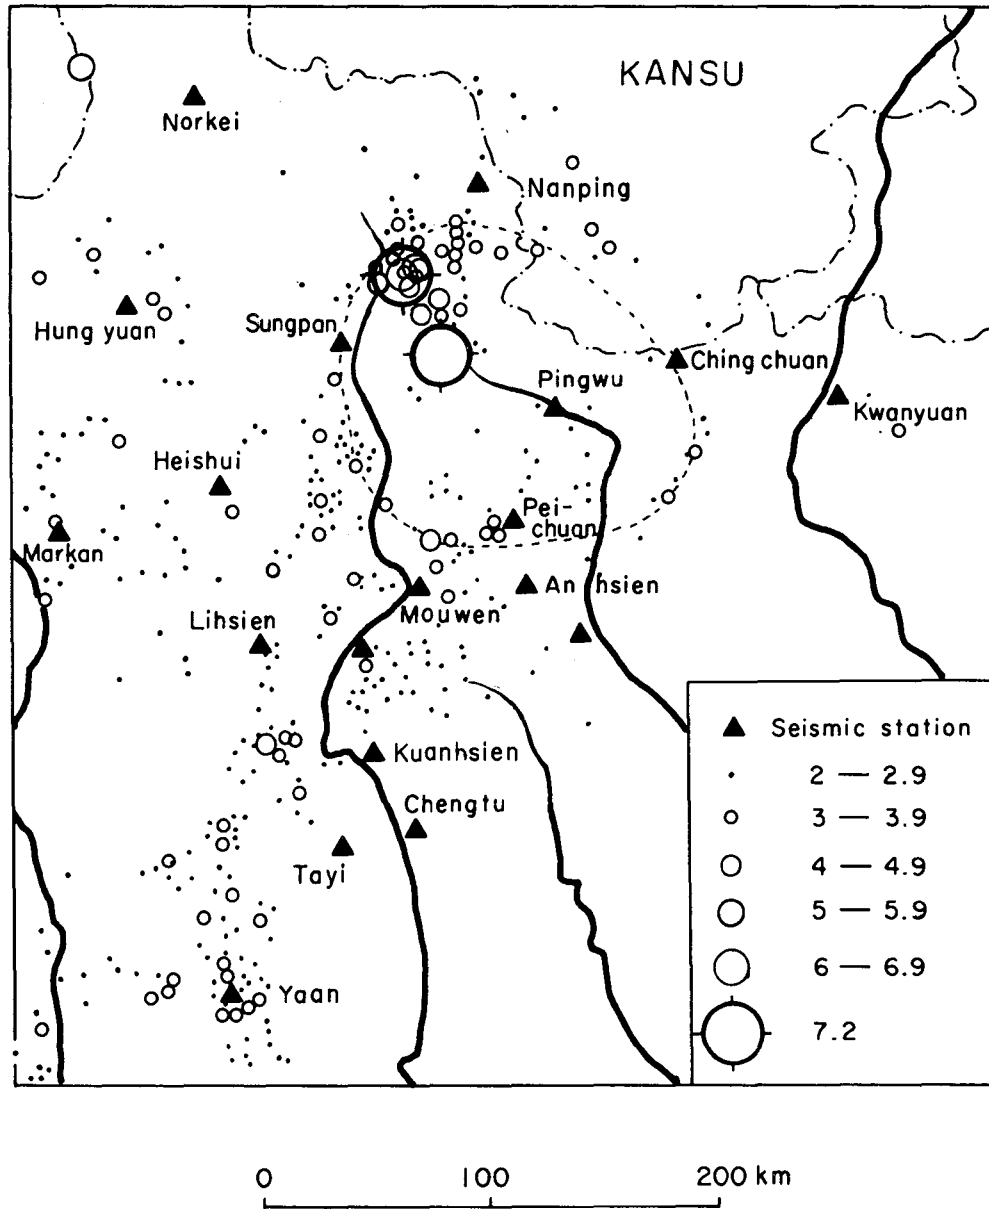 KANSU
Norkei
Nanping
Hung yuan
Sungpan
Ching chuan
Pingwu
Kwanyuan
Heishui
Pei-
chuan
Markan
An hsien
Mouwen
Lihsien
Kuanhsien
Chengtu
Tayi
Yaan
Seismic station
2 — 2.9
3 — 3.9
4 — 4.9
5 — 5.9
6 — 6.9
7.2
0 100 200 km